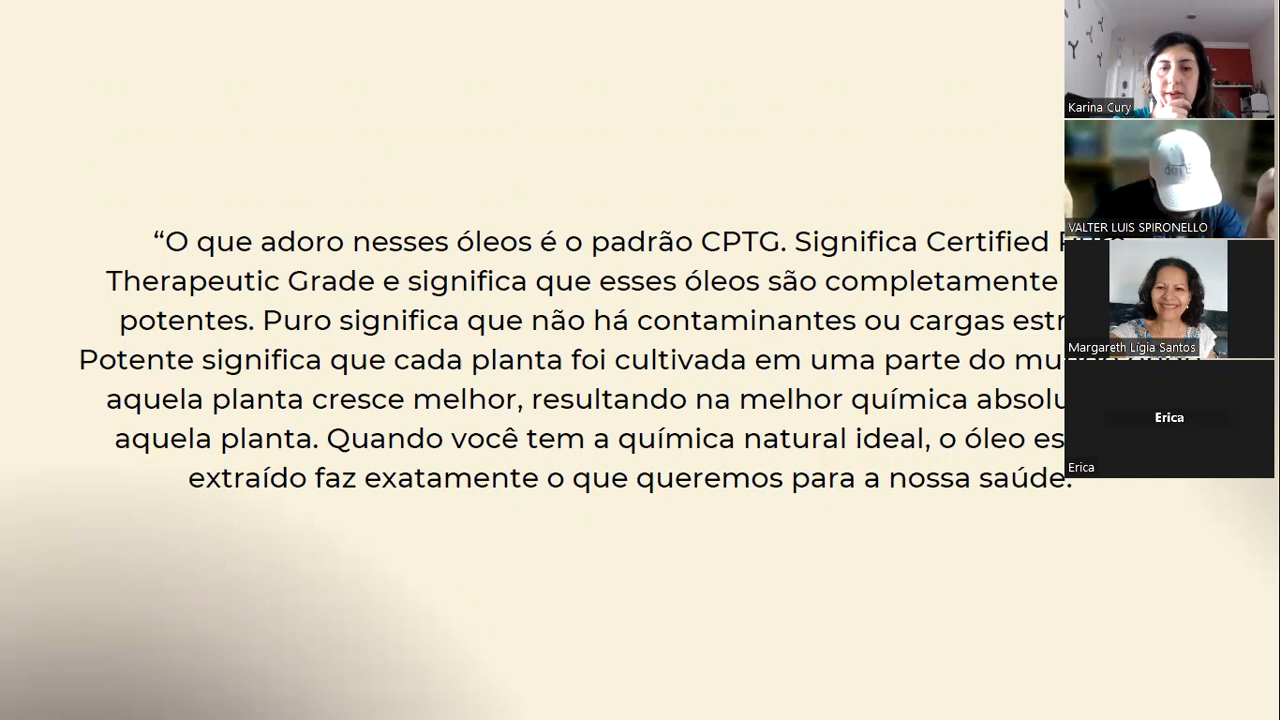 “O que adoro nesses óleos é o padrão CPTG. Significa Certified
Therapeutic Grade e significa que esses óleos são completamente
potentes. Puro significa que não há contaminantes ou cargas
Potente significa que cada planta foi cultivada em uma parte do
aquela planta cresce melhor, resultando na melhor química
aquela planta. Quando você tem a química natural ideal, o óleo
extraído faz exatamente o que queremos para a nossa saúde.
Karina Cury
VALTER LUIS SPIRONELLO
Margareth Lígia Santos
Erica
Erica